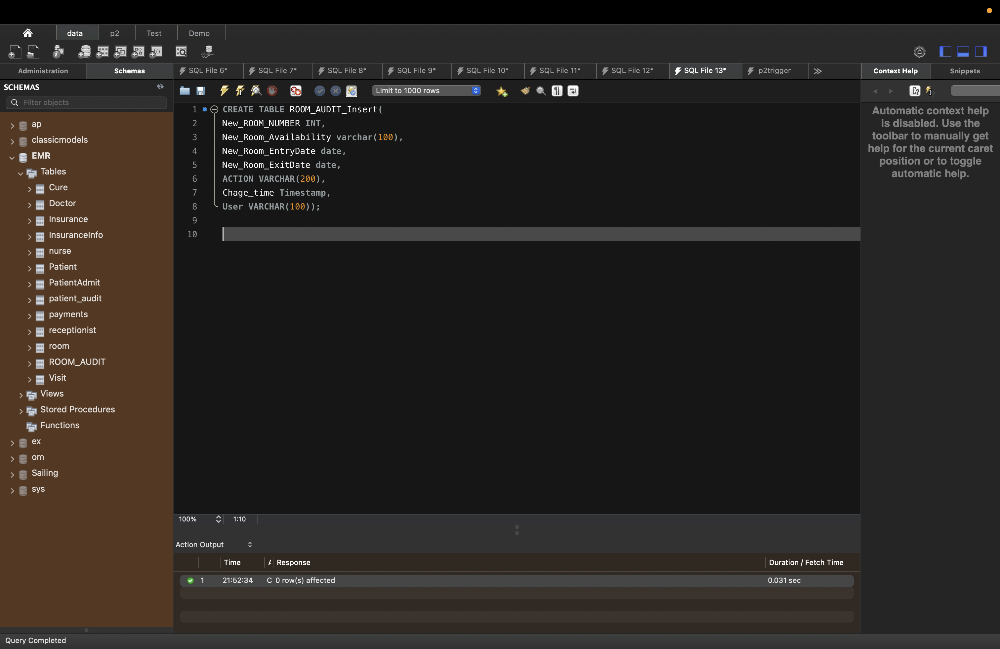 data p2 Test Demo
Administration Schemas SQL File 6* SQL File 7* SQL File 8* SQL File 9* SQL File 10* SQL File 11* SQL File 12* SQL File 13* p2trigger Context Help Snippets
SCHEMAS
Limit to 1000 rows
Filter objects
1 CREATE TABLE ROOM_AUDIT_Insert(
2 New_ROOM_NUMBER INT,
3 New_Room_Availability varchar(100),
4 New_Room_EntryDate date,
5 New_Room_ExitDate date,
6 ACTION VARCHAR(200),
7 Chage_time Timestamp,
8 User VARCHAR(100));
9
10
Automatic context help
is disabled. Use the
toolbar to manually get
help for the current caret
position or to toggle
automatic help.
ap
classicmodels
EMR
Tables
Cure
Doctor
Insurance
InsuranceInfo
nurse
Patient
PatientAdmit
patient_audit
payments
receptionist
room
ROOM_AUDIT
Visit
Views
Stored Procedures
Functions
ex
om
Sailing
sys
100% 1:10
Action Output
Time A Response Duration / Fetch Time
1 21:52:34 C 0 row(s) affected 0.031 sec
Query Completed